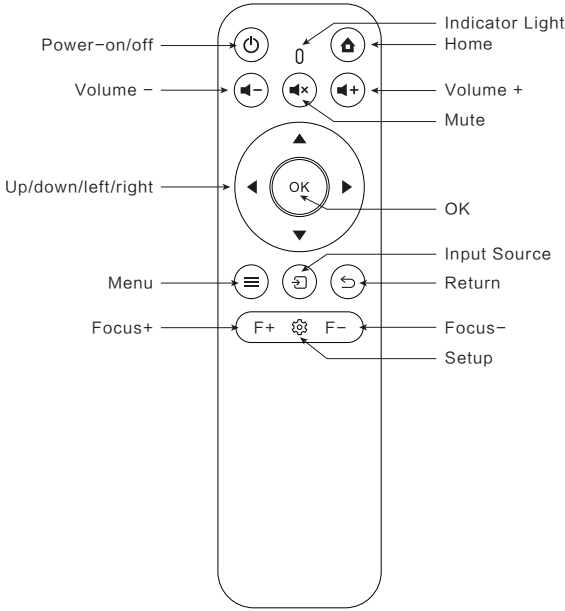 Indicator Light
Power-on/off
Home
Volume -
Volume +
Mute
Up/down/left/right
OK
OK
Input Source
Menu
Return
Focus+
F+
F-
Focus-
Setup